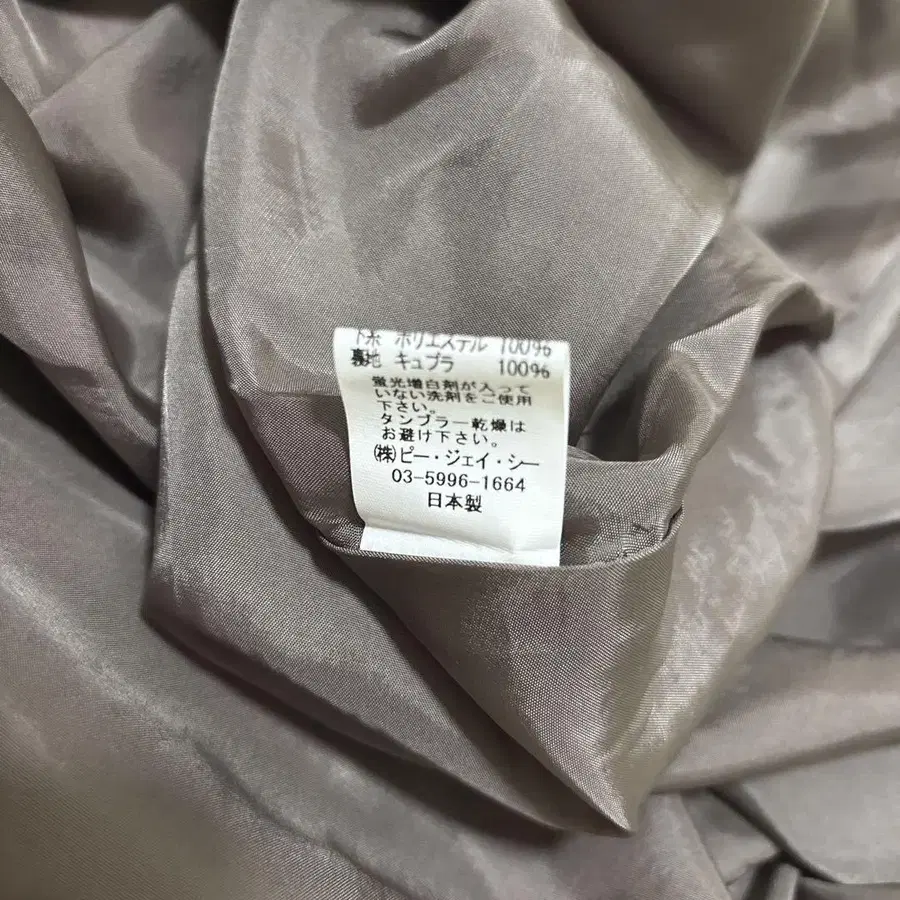 下糸 ポリエステル 100%
裏地 キュプラ 100%
蛍光増白剤が入って
いない洗剤をご使用
下さい。
タンブラー乾燥は
お避け下さい。
㈱ピー・ジェイ・シー
03-5996-1664
日本製